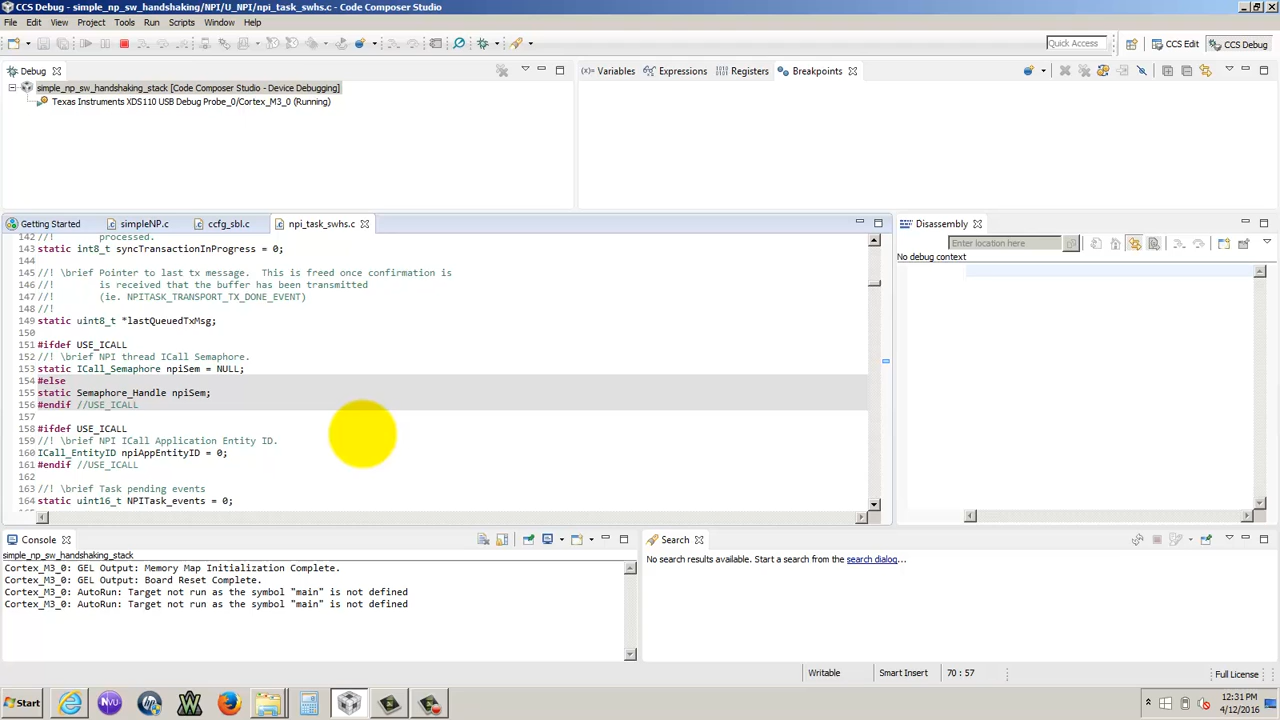 CCS Debug - simple_np_sw_handshaking/NPI/U_NPI/npi_task_swhs.c - Code Composer Studio
File Edit View Project Tools Run Scripts Window Help
Quick Access CCS Edit CCS Debug
Debug
simple_np_sw_handshaking_stack [Code Composer Studio - Device Debugging]
Texas Instruments XDS110 USB Debug Probe_0/Cortex_M3_0 (Running)
Variables Expressions Registers Breakpoints
Getting Started simpleNP.c ccfg_sbl.c npi_task_swhs.c
142 //! processed.
143 static int8_t syncTransactionInProgress = 0;
144
145 //! \brief Pointer to last tx message. This is freed once confirmation is
146 //! is received that the buffer has been transmitted
147 //! (ie. NPITASK_TRANSPORT_TX_DONE_EVENT)
148 //!
149 static uint8_t *lastQueuedTxMsg;
150
151 #ifdef USE_ICALL
152 //! \brief NPI thread ICall Semaphore.
153 static ICall_Semaphore npiSem = NULL;
154 #else
155 static Semaphore_Handle npiSem;
156 #endif //USE_ICALL
157
158 #ifdef USE_ICALL
159 //! \brief NPI ICall Application Entity ID.
160 ICall_EntityID npiAppEntityID = 0;
161 #endif //USE_ICALL
162
163 //! \brief Task pending events
164 static uint16_t NPITask_events = 0;
Disassembly
Enter location here
No debug context
Console
simple_np_sw_handshaking_stack
Cortex_M3_0: GEL Output: Memory Map Initialization Complete.
Cortex_M3_0: GEL Output: Board Reset Complete.
Cortex_M3_0: AutoRun: Target not run as the symbol "main" is not defined
Cortex_M3_0: AutoRun: Target not run as the symbol "main" is not defined
Search
No search results available. Start a search from the search dialog...
Writable Smart Insert 70 : 57 Full License
Start
12:31 PM
4/12/2016